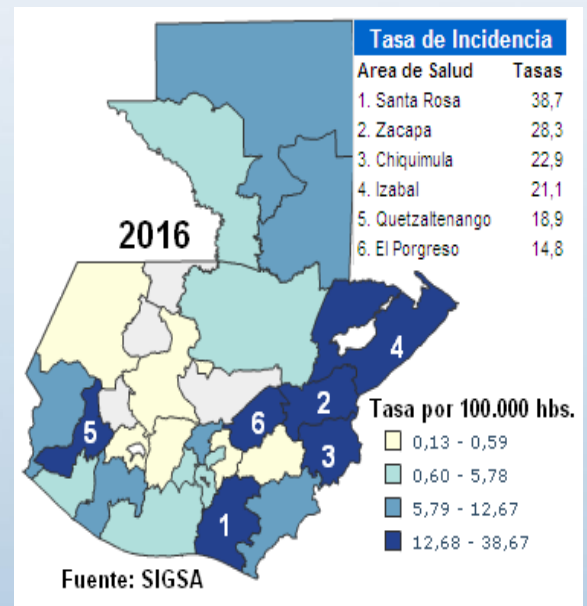 Tasa de Incidencia
Area de Salud Tasas
1. Santa Rosa 38,7
2. Zacapa 28,3
3. Chiquimula 22,9
4. Izabal 21,1
5. Quetzaltenango 18,9
6. El Porgreso 14,8
2016
4
2
6
5
3
1
Tasa por 100.000 hbs.
0,13 - 0,59
0,60 - 5,78
5,79 - 12,67
12,68 - 38,67
Fuente: SIGSA